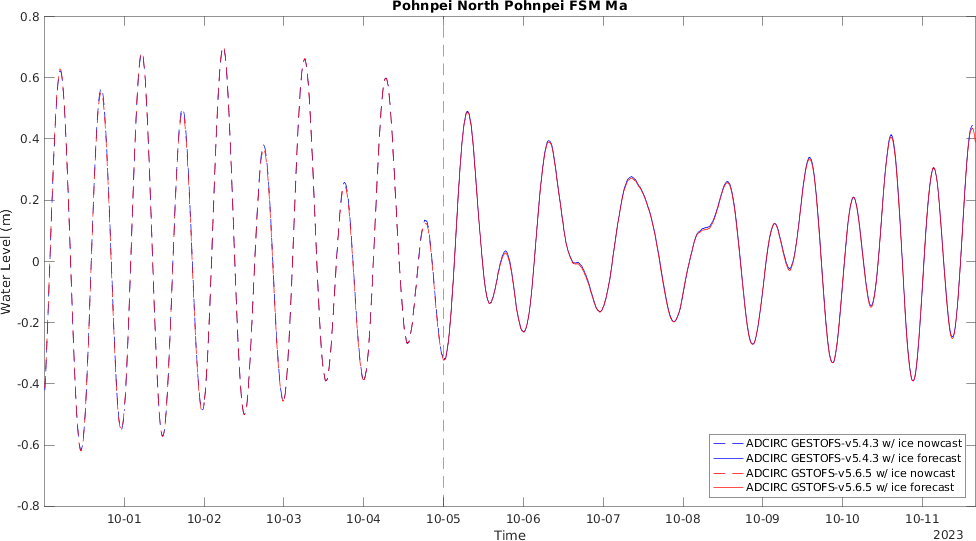 Pohnpei North Pohnpei FSM Ma
0.8
0.6
0.4
0.2
0
-0.2
-0.4
-0.6
-0.8
Water Level (m)
10-01 10-02 10-03 10-04 10-05 10-06 10-07 10-08 10-09 10-10 10-11
Time
2023
ADCIRC GESTOFS-v5.4.3 w/ ice nowcast
ADCIRC GESTOFS-v5.4.3 w/ ice forecast
ADCIRC GSTOFS-v5.6.5 w/ ice nowcast
ADCIRC GSTOFS-v5.6.5 w/ ice forecast